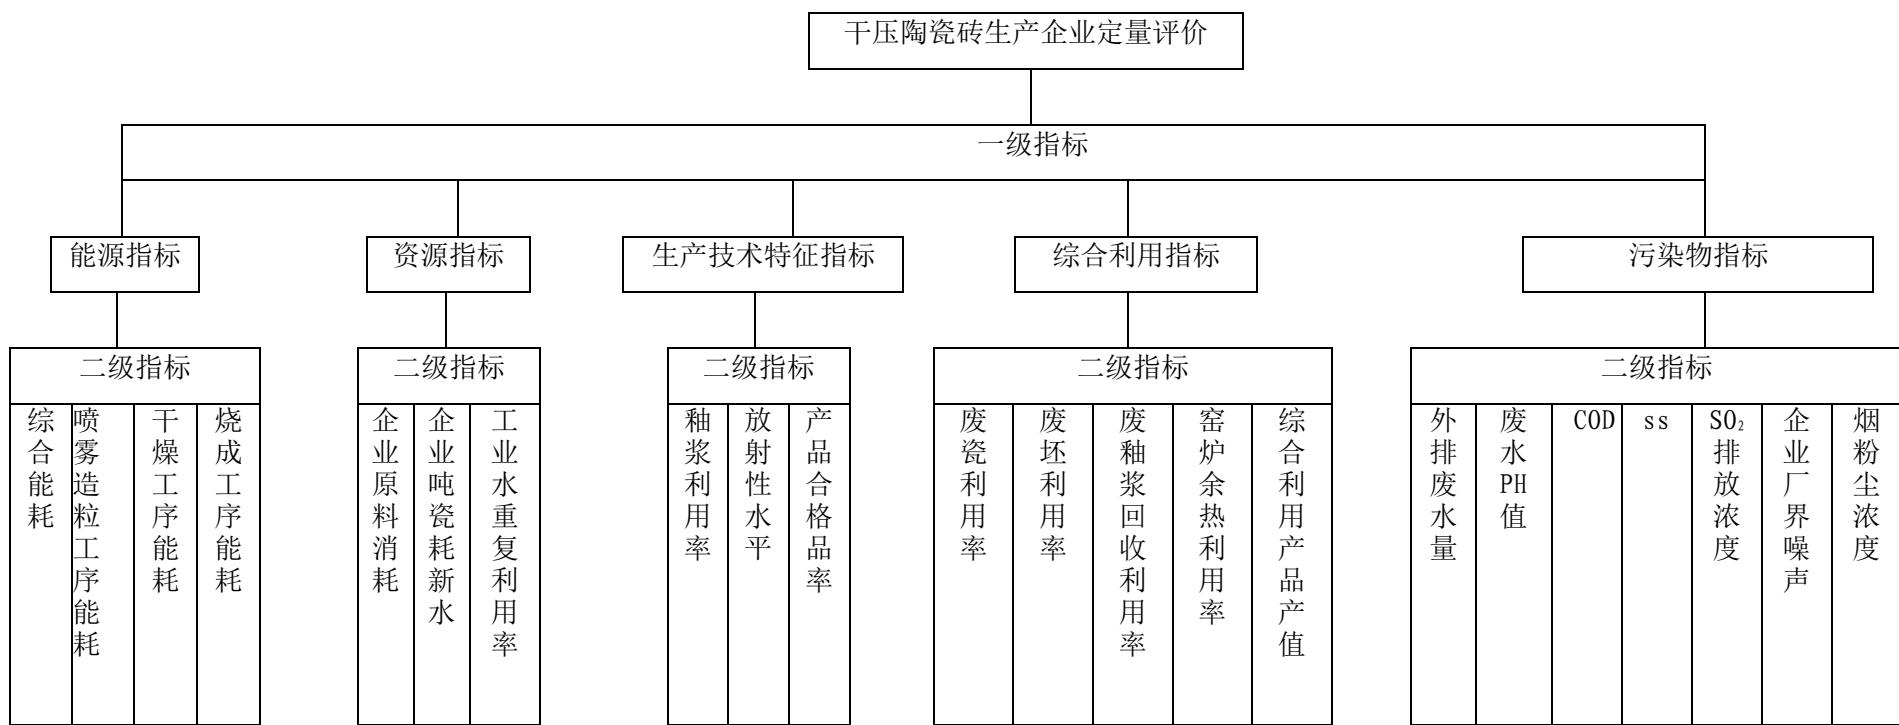 干压陶瓷砖生产企业定量评价
一级指标
能源指标
资源指标
生产技术特征指标
综合利用指标
污染物指标
二级指标
二级指标
二级指标
二级指标
二级指标
综合能耗
喷雾造粒工序能耗
干燥工序能耗
烧成工序能耗
企业原料消耗
企业吨瓷耗新水
工业水重复利用率
釉浆利用率
放射性水平
产品合格品率
废瓷利用率
废坯利用率
废釉浆回收利用率
窑炉余热利用率
综合利用产品产值
外排废水量
废水PH值
COD
ss
SO₂排放浓度
企业厂界噪声
烟粉尘浓度